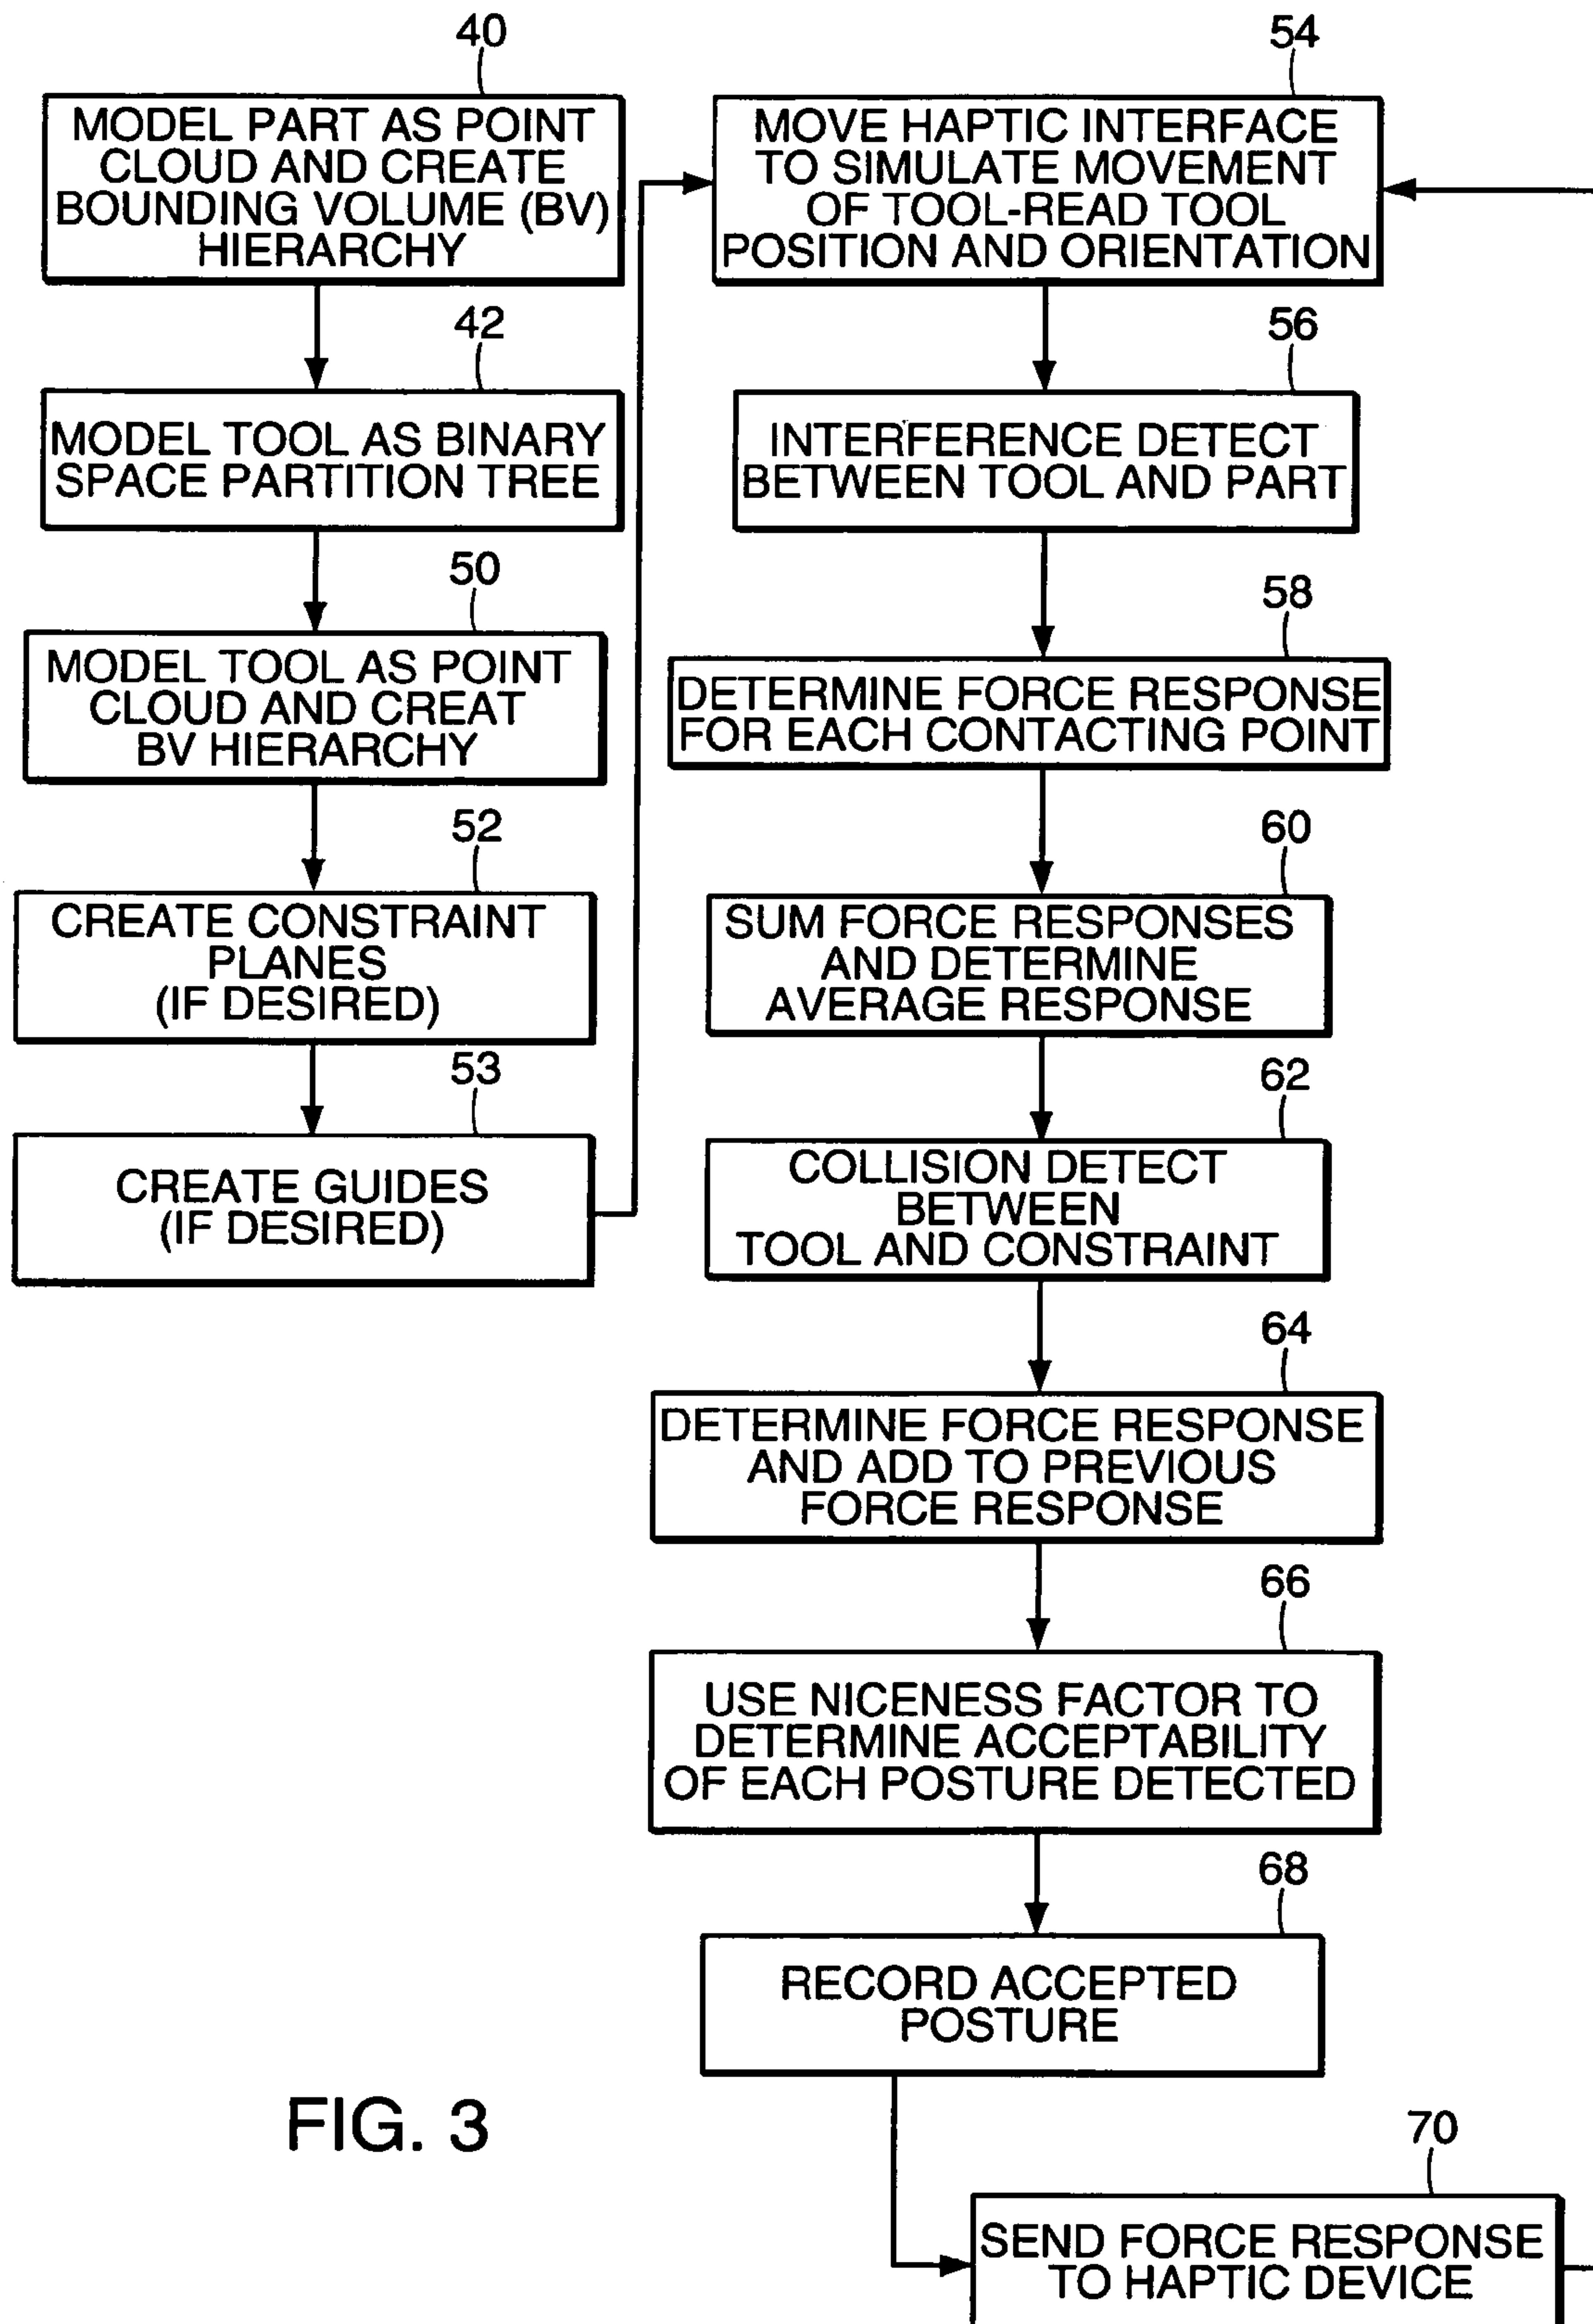 40
MODEL PART AS POINT
CLOUD AND CREATE
BOUNDING VOLUME (BV)
HIERARCHY
42
MODEL TOOL AS BINARY
SPACE PARTITION TREE
50
MODEL TOOL AS POINT
CLOUD AND CREAT
BV HIERARCHY
52
CREATE CONSTRAINT
PLANES
(IF DESIRED)
53
CREATE GUIDES
(IF DESIRED)
54
MOVE HAPTIC INTERFACE
TO SIMULATE MOVEMENT
OF TOOL-READ TOOL
POSITION AND ORIENTATION
56
INTERFERENCE DETECT
BETWEEN TOOL AND PART
58
DETERMINE FORCE RESPONSE
FOR EACH CONTACTING POINT
60
SUM FORCE RESPONSES
AND DETERMINE
AVERAGE RESPONSE
62
COLLISION DETECT
BETWEEN
TOOL AND CONSTRAINT
64
DETERMINE FORCE RESPONSE
AND ADD TO PREVIOUS
FORCE RESPONSE
66
USE NICENESS FACTOR TO
DETERMINE ACCEPTABILITY
OF EACH POSTURE DETECTED
68
RECORD ACCEPTED
POSTURE
70
SEND FORCE RESPONSE
TO HAPTIC DEVICE
FIG. 3